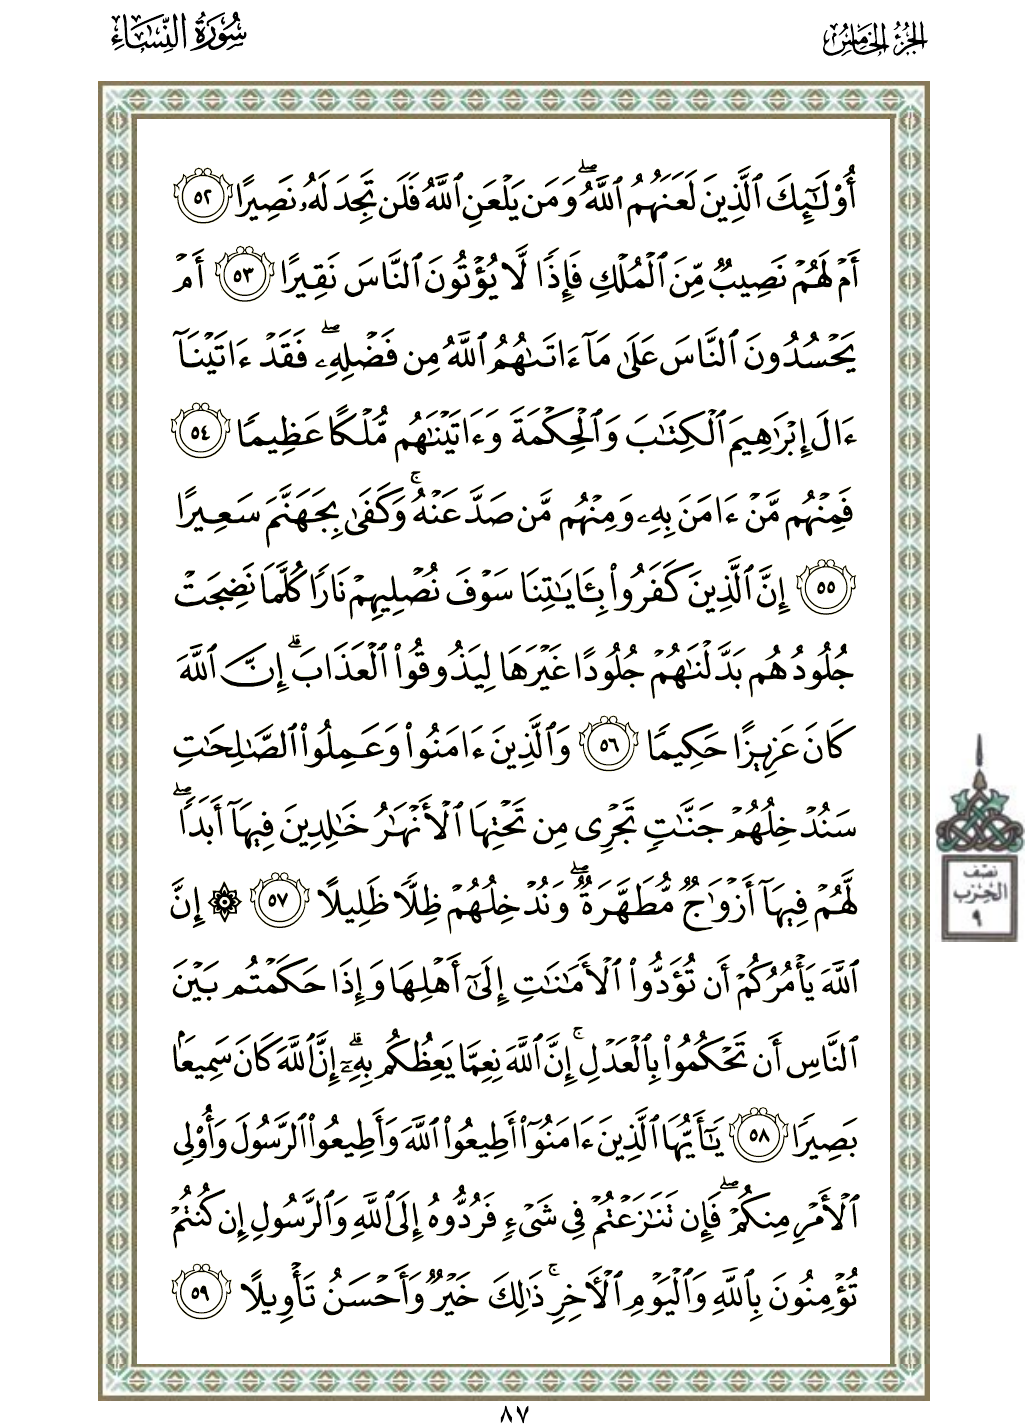 الجزء الخامس
سورة النساء
أُوْلَٰٓئِكَ ٱلَّذِينَ لَعَنَهُمُ ٱللَّهُۖ وَمَن يَلْعَنِ ٱللَّهُ فَلَن تَجِدَ لَهُۥ نَصِيرًا ٥٢
أَمْ لَهُمْ نَصِيبٌ مِّنَ ٱلْمُلْكِ فَإِذًا لَّا يُؤْتُونَ ٱلنَّاسَ نَقِيرًا ٥٣ أَمْ
يَحْسُدُونَ ٱلنَّاسَ عَلَىٰ مَآ ءَاتَىٰهُمُ ٱللَّهُ مِن فَضْلِهِۦۖ فَقَدْ ءَاتَيْنَآ
ءَالَ إِبْرَٰهِيمَ ٱلْكِتَٰبَ وَٱلْحِكْمَةَ وَءَاتَيْنَٰهُم مُّلْكًا عَظِيمًا ٥٤
فَمِنْهُم مَّنْ ءَامَنَ بِهِۦ وَمِنْهُم مَّن صَدَّ عَنْهُۚ وَكَفَىٰ بِجَهَنَّمَ سَعِيرًا
٥٥ إِنَّ ٱلَّذِينَ كَفَرُوا۟ بِـَٔايَٰتِنَا سَوْفَ نُصْلِيهِمْ نَارًا كُلَّمَا نَضِجَتْ
جُلُودُهُم بَدَّلْنَٰهُمْ جُلُودًا غَيْرَهَا لِيَذُوقُوا۟ ٱلْعَذَابَۗ إِنَّ ٱللَّهَ
كَانَ عَزِيزًا حَكِيمًا ٥٦ وَٱلَّذِينَ ءَامَنُوا۟ وَعَمِلُوا۟ ٱلصَّٰلِحَٰتِ
سَنُدْخِلُهُمْ جَنَّٰتٍ تَجْرِى مِن تَحْتِهَا ٱلْأَنْهَٰرُ خَٰلِدِينَ فِيهَآ أَبَدًاۖ
لَّهُمْ فِيهَآ أَزْوَٰجٌ مُّطَهَّرَةٌۖ وَنُدْخِلُهُمْ ظِلًّا ظَلِيلًا ٥٧ ۞ إِنَّ
ٱللَّهَ يَأْمُرُكُمْ أَن تُؤَدُّوا۟ ٱلْأَمَٰنَٰتِ إِلَىٰٓ أَهْلِهَا وَإِذَا حَكَمْتُم بَيْنَ
ٱلنَّاسِ أَن تَحْكُمُوا۟ بِٱلْعَدْلِۚ إِنَّ ٱللَّهَ نِعِمَّا يَعِظُكُم بِهِۦٓۗ إِنَّ ٱللَّهَ كَانَ سَمِيعًۢا
بَصِيرًا ٥٨ يَٰٓأَيُّهَا ٱلَّذِينَ ءَامَنُوٓا۟ أَطِيعُوا۟ ٱللَّهَ وَأَطِيعُوا۟ ٱلرَّسُولَ وَأُوْلِى
ٱلْأَمْرِ مِنكُمْۖ فَإِن تَنَٰزَعْتُمْ فِى شَىْءٍ فَرُدُّوهُ إِلَى ٱللَّهِ وَٱلرَّسُولِ إِن كُنتُمْ
تُؤْمِنُونَ بِٱللَّهِ وَٱلْيَوْمِ ٱلْـَٔاخِرِۚ ذَٰلِكَ خَيْرٌ وَأَحْسَنُ تَأْوِيلًا ٥٩
نصف
الحزب
٩
٨٧